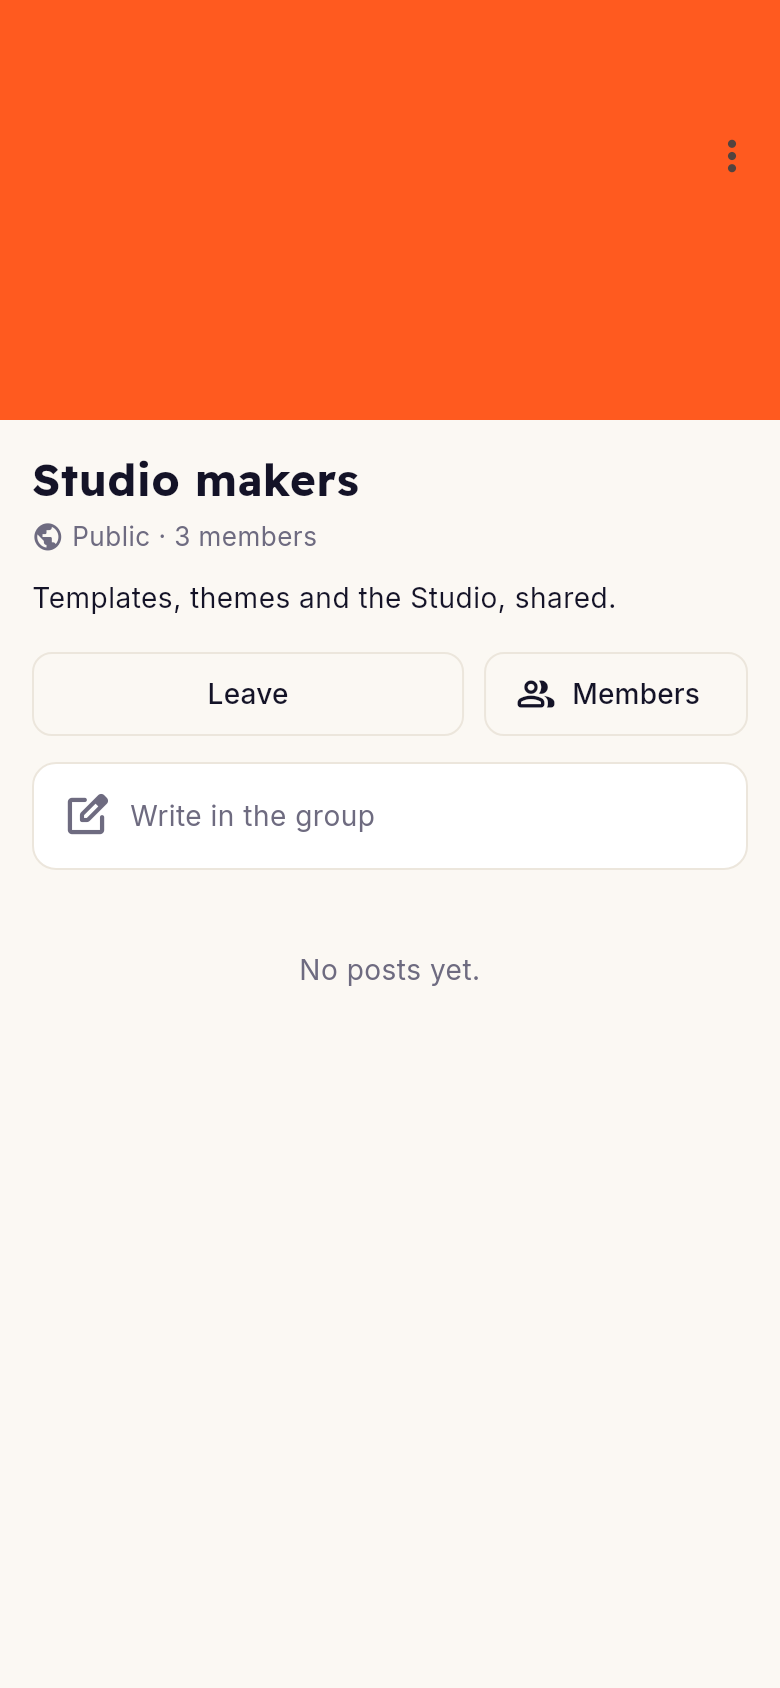 Studio makers
Public · 3 members
Templates, themes and the Studio, shared.
Leave
Members
Write in the group
No posts yet.